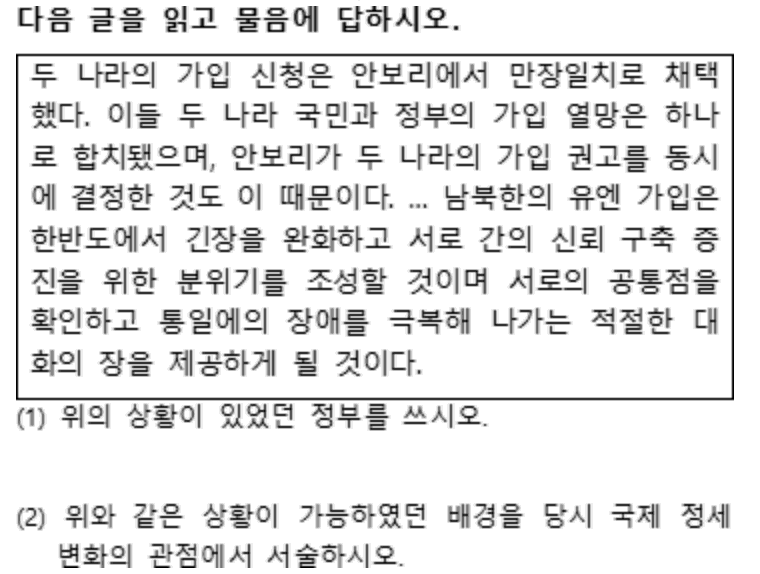 다음 글을 읽고 물음에 답하시오.
두 나라의 가입 신청은 안보리에서 만장일치로 채택
했다. 이들 두 나라 국민과 정부의 가입 열망은 하나
로 합치됐으며, 안보리가 두 나라의 가입 권고를 동시
에 결정한 것도 이 때문이다. ... 남북한의 유엔 가입은
한반도에서 긴장을 완화하고 서로 간의 신뢰 구축 증
진을 위한 분위기를 조성할 것이며 서로의 공통점을
확인하고 통일에의 장애를 극복해 나가는 적절한 대
화의 장을 제공하게 될 것이다.
(1) 위의 상황이 있었던 정부를 쓰시오.
(2) 위와 같은 상황이 가능하였던 배경을 당시 국제 정세
변화의 관점에서 서술하시오.